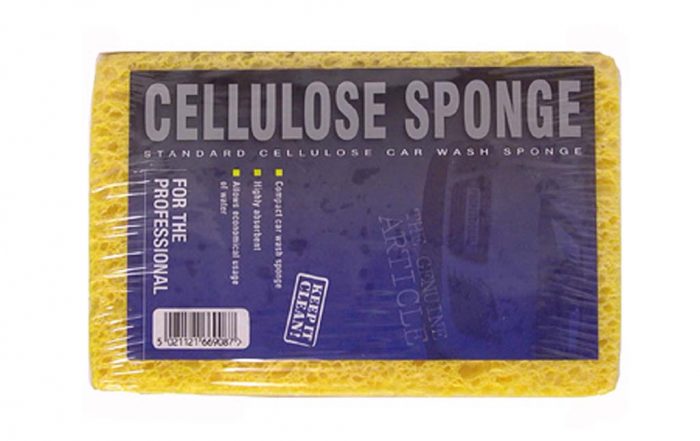 CELLULOSE SPONGE
STANDARD CELLULOSE CAR WASH SPONGE
FOR THE
PROFESSIONAL
Compact car wash sponge
Highly absorbent
Allows economical usage
of water
KEEP IT
CLEAN!
THE GENUINE
ARTICLE
5 021121 669087